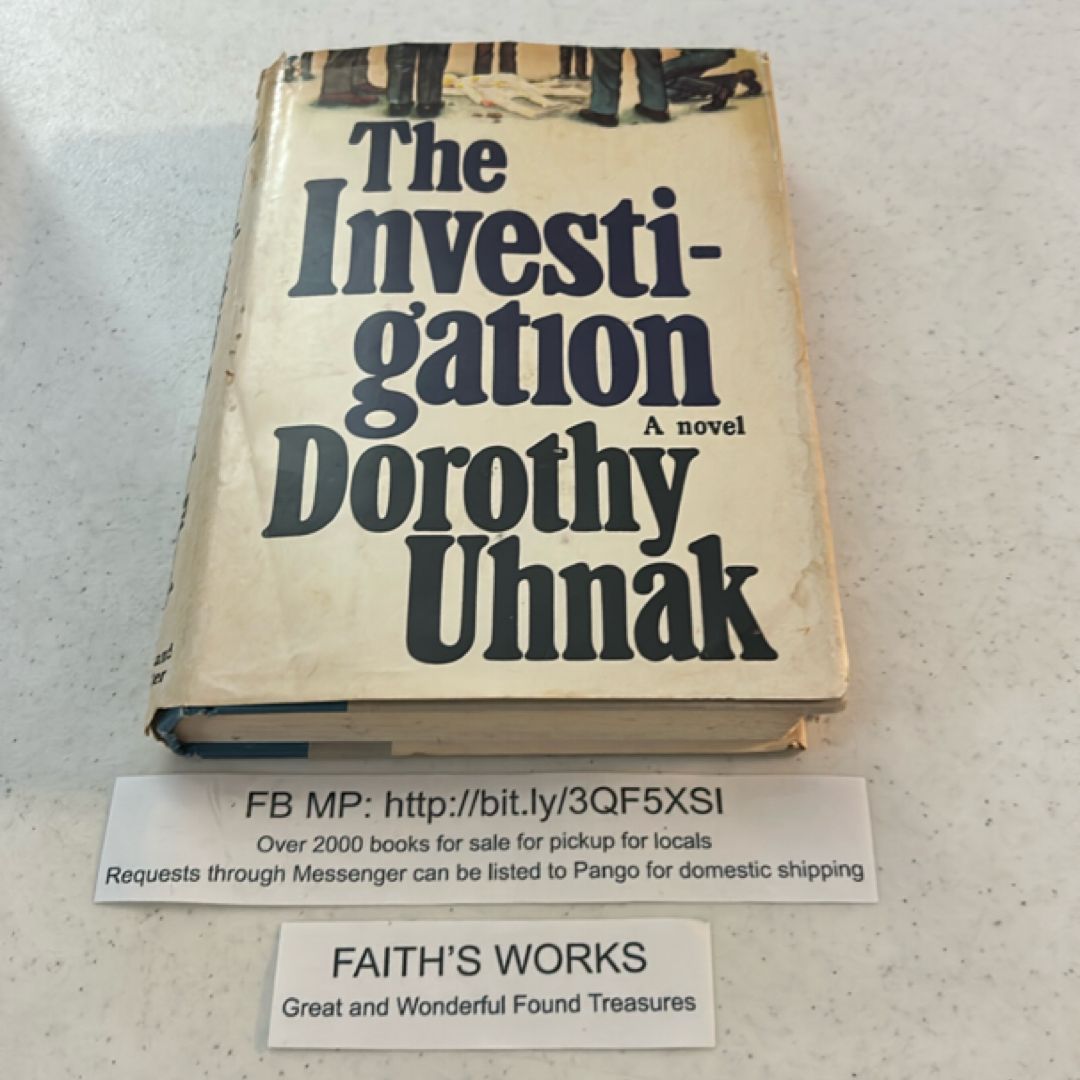 The
Investi-
gation
A novel
Dorothy
Uhnak
and
er
FB MP: http://bit.ly/3QF5XSI
Over 2000 books for sale for pickup for locals
Requests through Messenger can be listed to Pango for domestic shipping
FAITH'S WORKS
Great and Wonderful Found Treasures